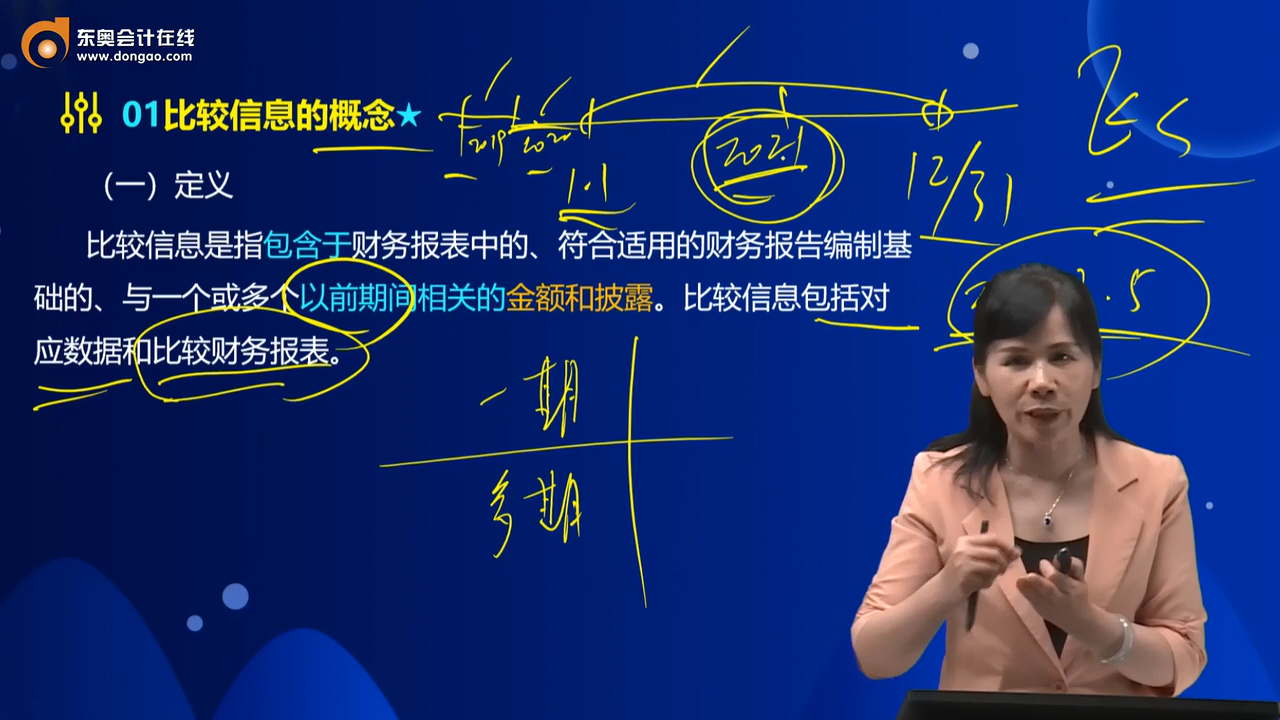 东奥会计在线
www.dongao.com
01比较信息的概念★
2019
2020
2021
1.1
12/31
（一）定义
比较信息是指包含于财务报表中的、符合适用的财务报告编制基
础的、与一个或多个以前期间相关的金额和披露。比较信息包括对
应数据和比较财务报表。
一期
多期